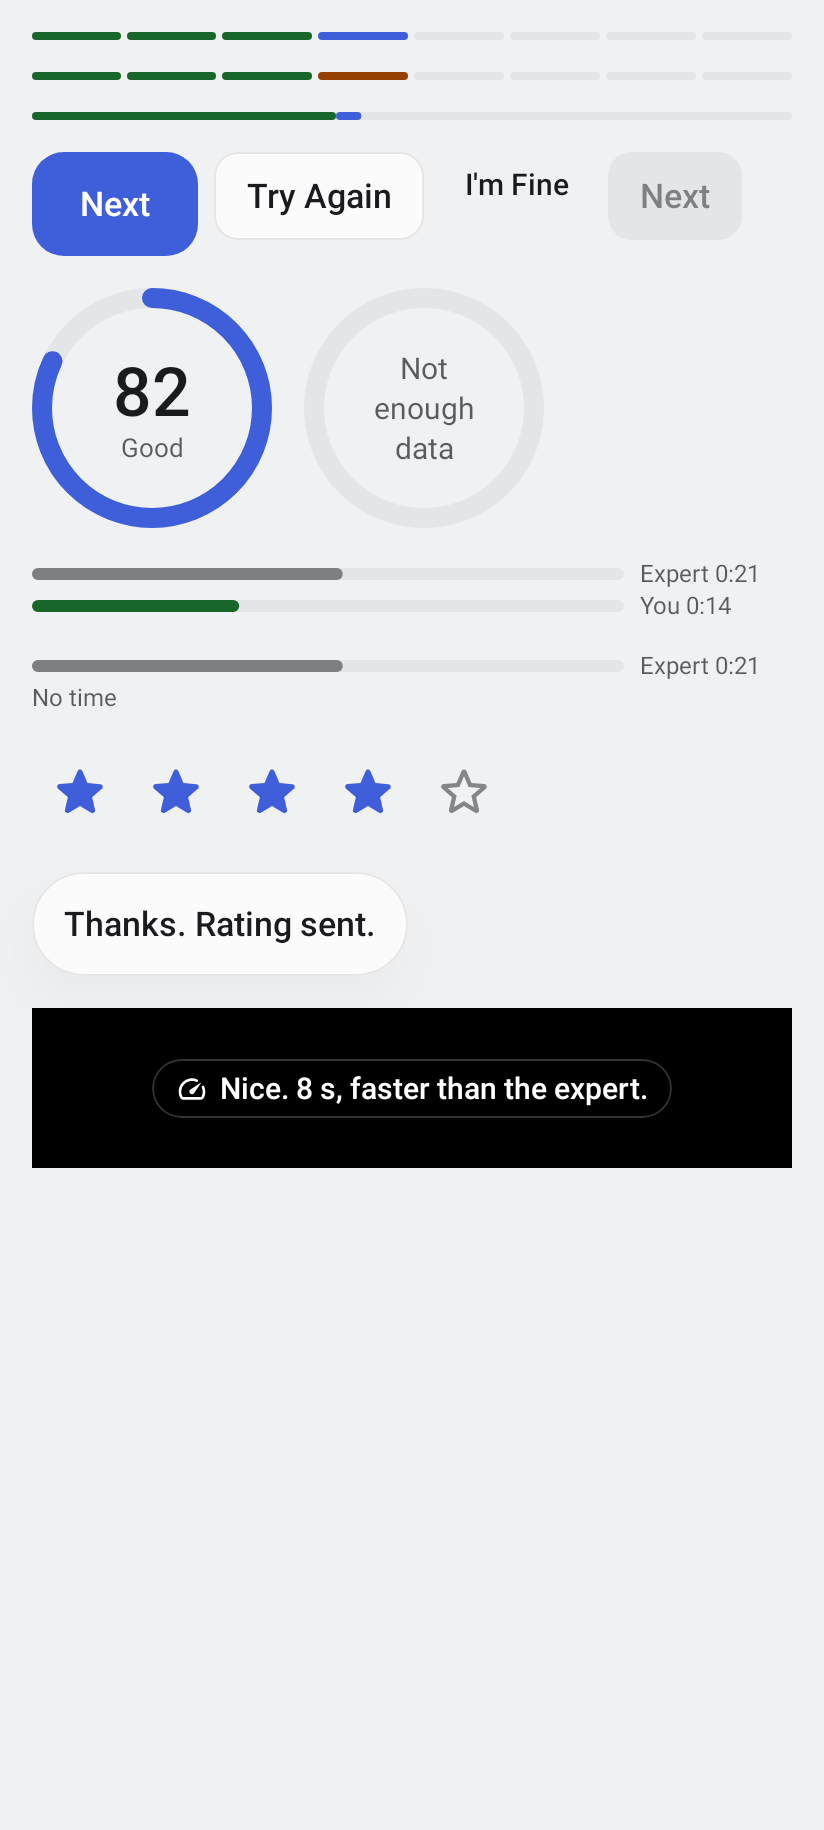 Next
Try Again
I'm Fine
Next
82
Good
Not
enough
data
Expert 0:21
You 0:14
Expert 0:21
No time
Thanks. Rating sent.
Nice. 8 s, faster than the expert.